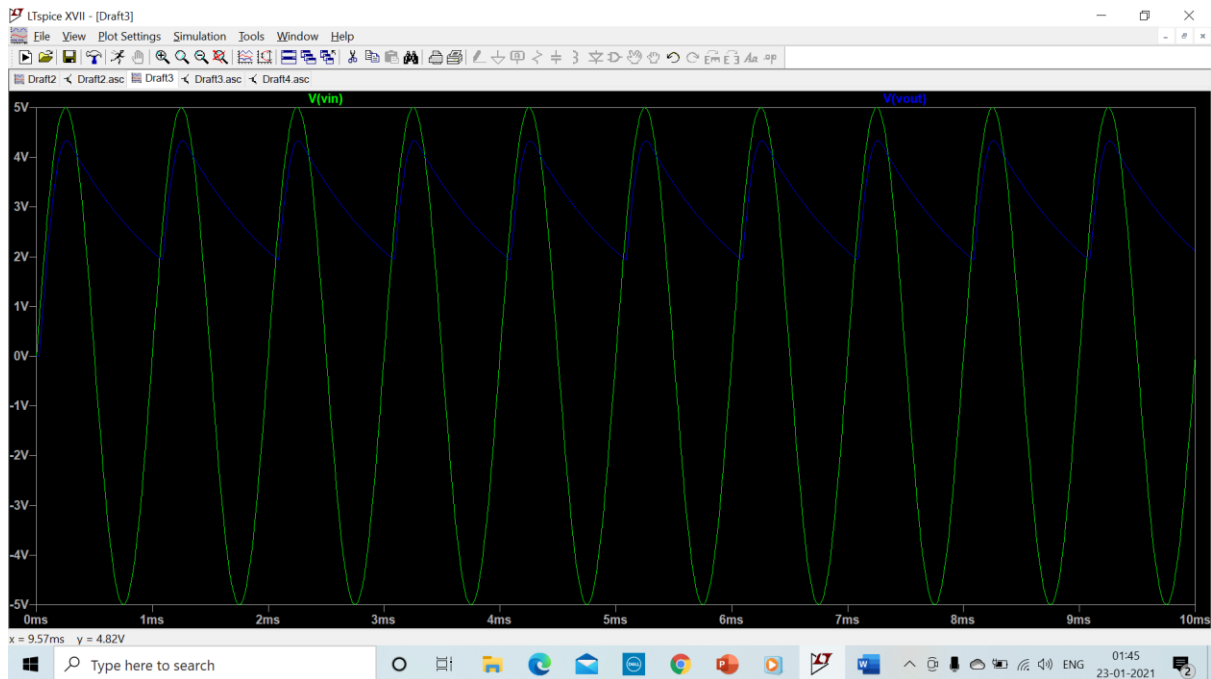 LTspice XVII - [Draft3]
File View Plot Settings Simulation Tools Window Help
Draft2 Draft2.asc Draft3 Draft3.asc Draft4.asc
V(vin) V(vout)
5V
4V
3V
2V
1V
0V
-1V
-2V
-3V
-4V
-5V
0ms 1ms 2ms 3ms 4ms 5ms 6ms 7ms 8ms 9ms 10ms
x = 9.57ms y = 4.82V
Type here to search
ENG
01:45
23-01-2021
2